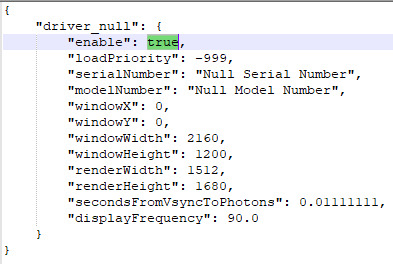 {
"driver_null": {
"enable": true,
"loadPriority": -999,
"serialNumber": "Null Serial Number",
"modelNumber": "Null Model Number",
"windowX": 0,
"windowY": 0,
"windowWidth": 2160,
"windowHeight": 1200,
"renderWidth": 1512,
"renderHeight": 1680,
"secondsFromVsyncToPhotons": 0.01111111,
"displayFrequency": 90.0
}
}